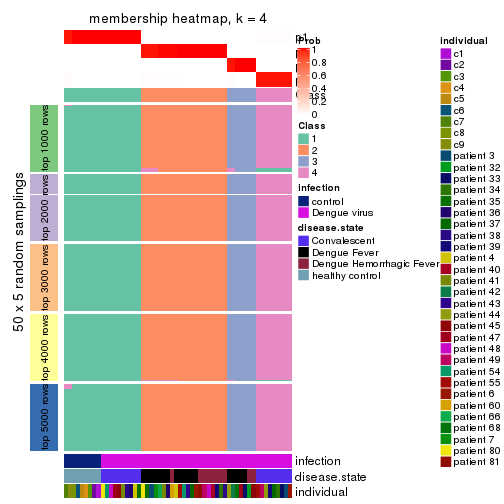 membership heatmap, k = 4
50 x 5 random samplings
top 1000 rows
top 2000 rows
top 3000 rows
top 4000 rows
top 5000 rows
p1
Prob
1
0.8
0.6
0.4
0.2
0
Class
1
2
3
4
infection
control
Dengue virus
disease.state
Convalescent
Dengue Fever
Dengue Hemorrhagic Fever
healthy control
infection
disease.state
individual
individual
c1
c2
c3
c4
c5
c6
c7
c8
c9
patient 3
patient 32
patient 33
patient 34
patient 35
patient 36
patient 37
patient 38
patient 39
patient 4
patient 40
patient 41
patient 42
patient 43
patient 44
patient 45
patient 47
patient 48
patient 49
patient 54
patient 55
patient 6
patient 60
patient 66
patient 68
patient 7
patient 80
patient 81